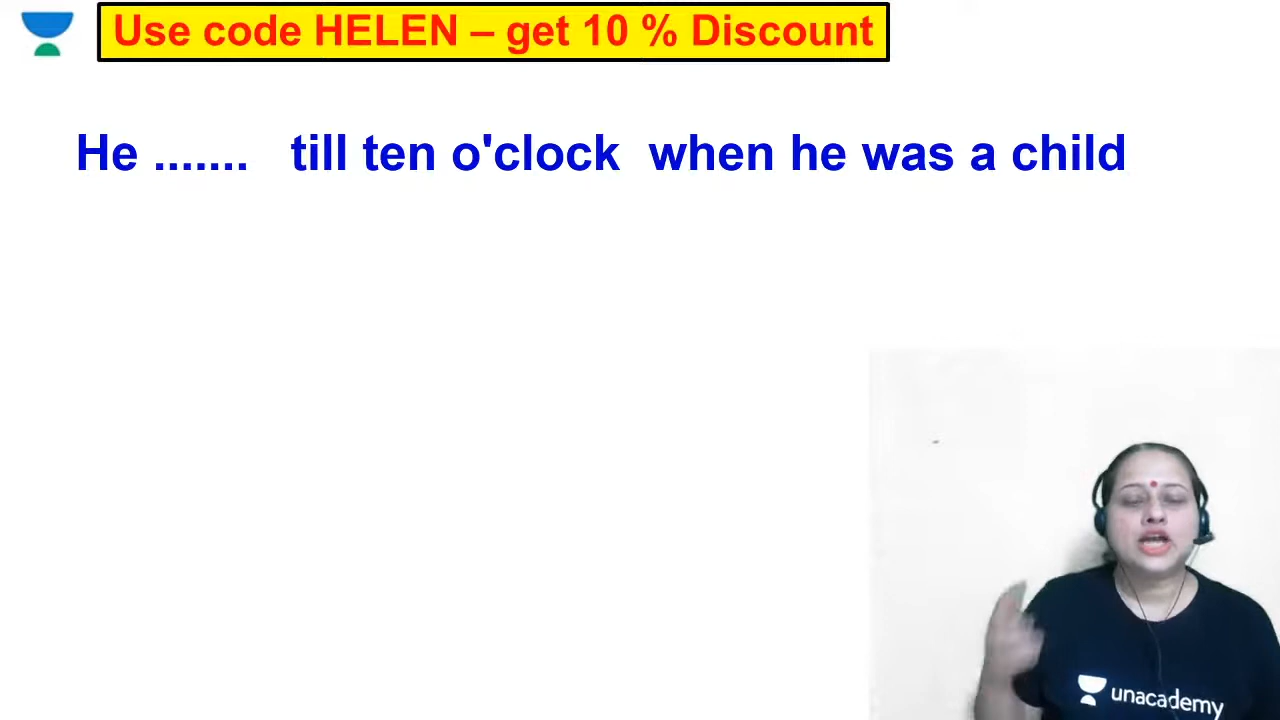 Use code HELEN – get 10 % Discount
He ....... till ten o'clock when he was a child
unacademy